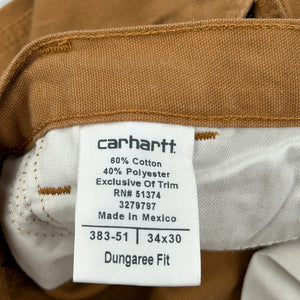 carhartt
60% Cotton
40% Polyester
Exclusive Of Trim
RN# 51374
3279797
Made in Mexico
383-51 34x30
Dungaree Fit